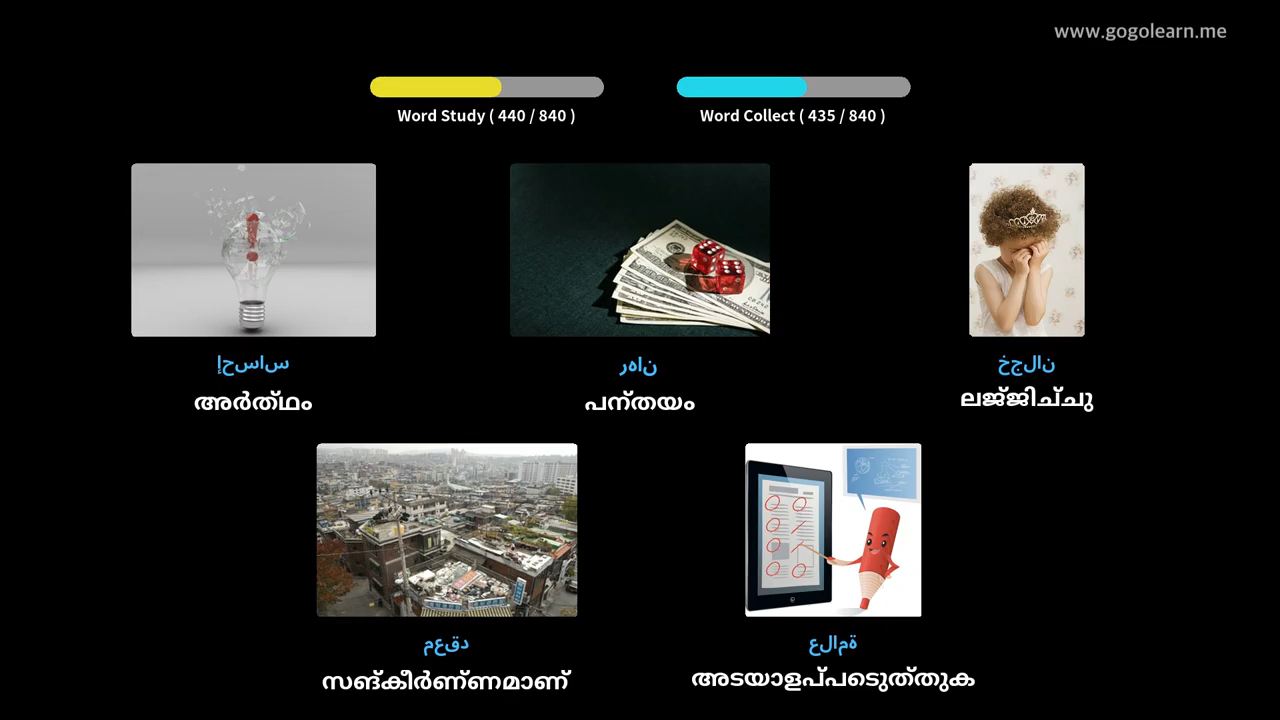 www.gogolearn.me
Word Study ( 440 / 840 )
Word Collect ( 435 / 840 )
إحساس
അർത്ഥം
رهان
പന്തയം
خجلان
ലജ്ജിച്ചു
معقد
സങ്കീർണ്ണമാണ്
علامة
അടയാളപ്പെടുത്തുക